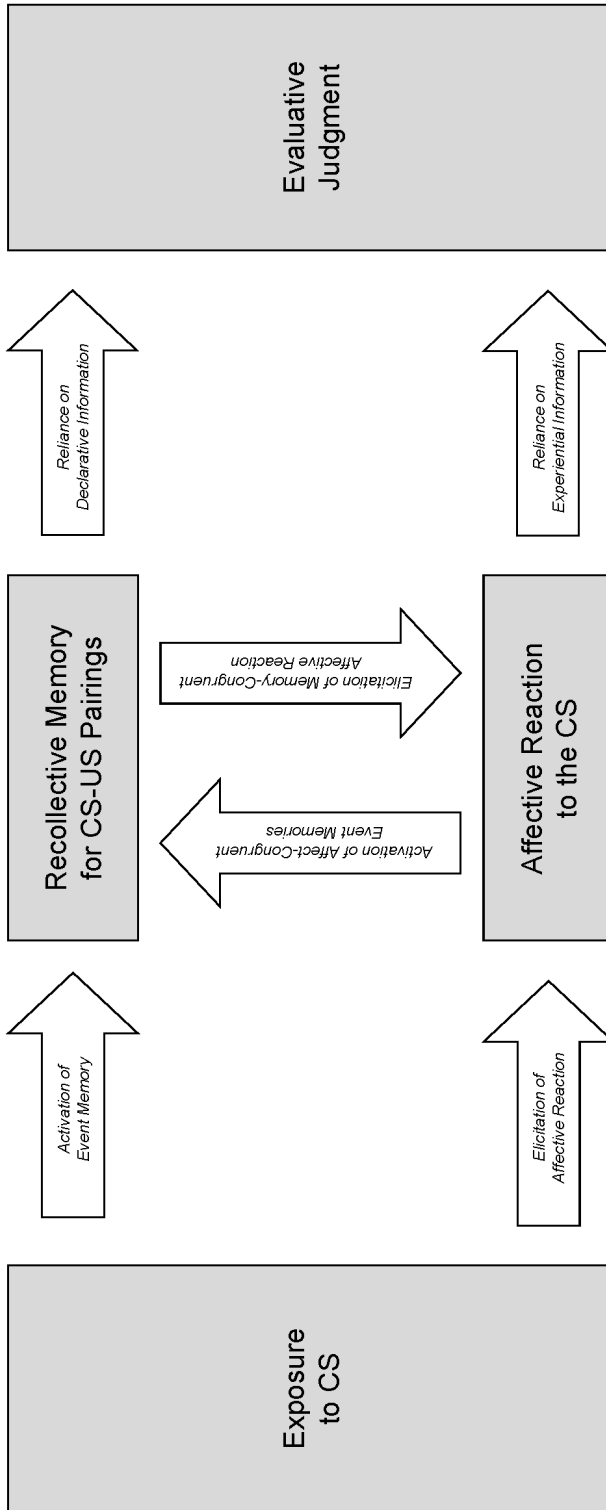 Exposure
to CS
Activation of
Event Memory
Elicitation of
Affective Reaction
Recollective Memory
for CS-US Pairings
Activation of Affect-Congruent
Event Memories
Elicitation of Memory-Congruent
Affective Reaction
Affective Reaction
to the CS
Reliance on
Declarative Information
Reliance on
Experiential Information
Evaluative
Judgment